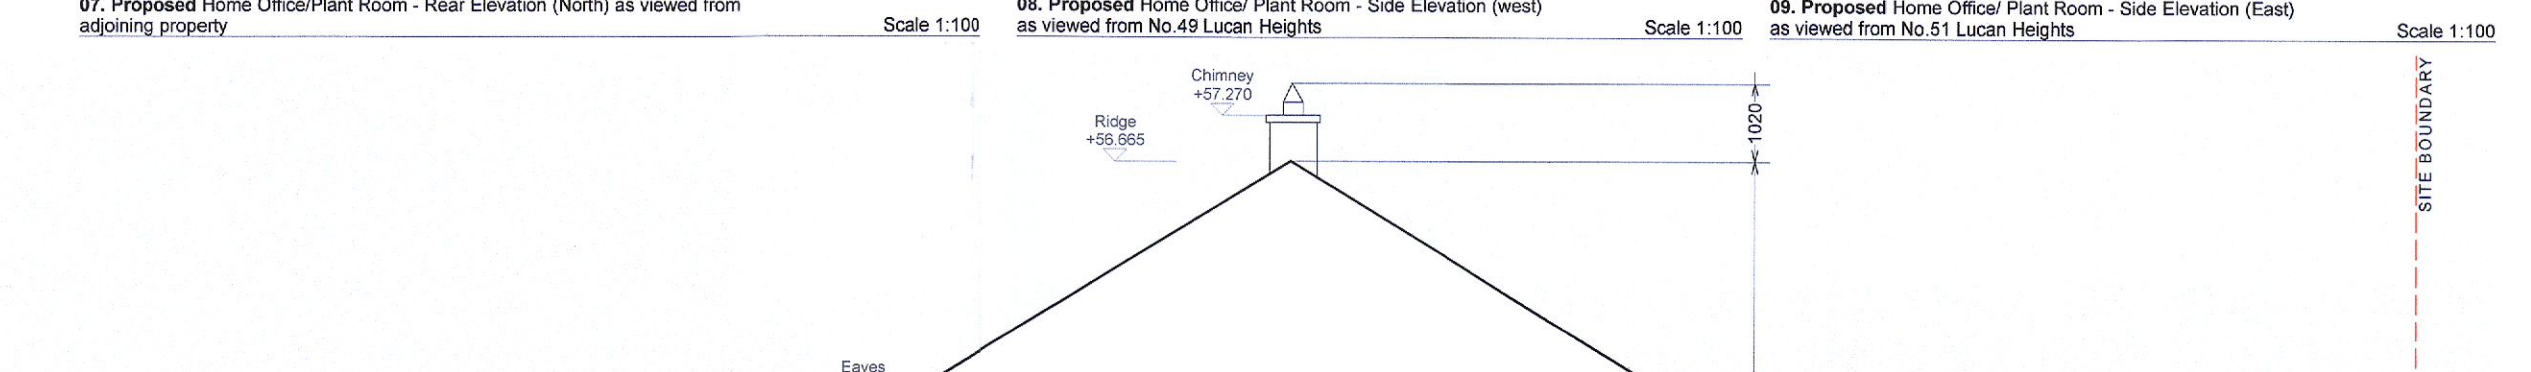 07. Proposed Home Office/Plant Room - Rear Elevation (North) as viewed from
adjoining property
Scale 1:100
08. Proposed Home Office/ Plant Room - Side Elevation (west)
as viewed from No.49 Lucan Heights
Scale 1:100
09. Proposed Home Office/ Plant Room - Side Elevation (East)
as viewed from No.51 Lucan Heights
Scale 1:100
Chimney
+57.270
Ridge
+56.665
1020
SITE BOUNDARY
Eaves